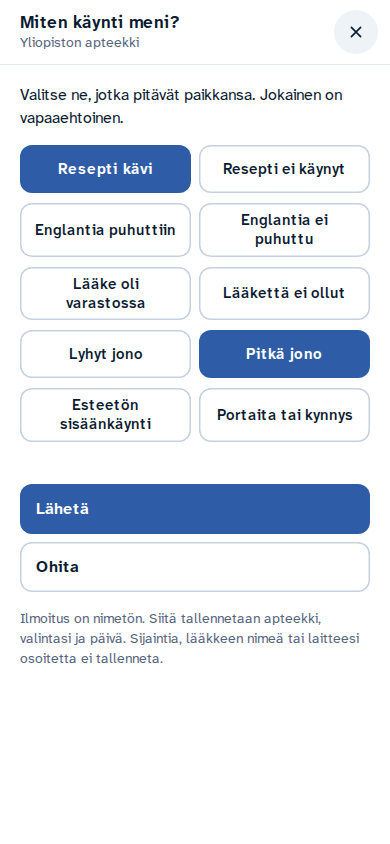 Miten käynti meni?
Yliopiston apteekki
Valitse ne, jotka pitävät paikkansa. Jokainen on
vapaaehtoinen.
Resepti kävi
Resepti ei käynyt
Englantia puhuttiin
Englantia ei
puhuttu
Lääke oli
varastossa
Lääkettä ei ollut
Lyhyt jono
Pitkä jono
Esteetön
sisäänkäynti
Portaita tai kynnys
Lähetä
Ohita
Ilmoitus on nimetön. Siitä tallennetaan apteekki,
valintasi ja päivä. Sijaintia, lääkkeen nimeä tai laitteesi
osoitetta ei tallenneta.